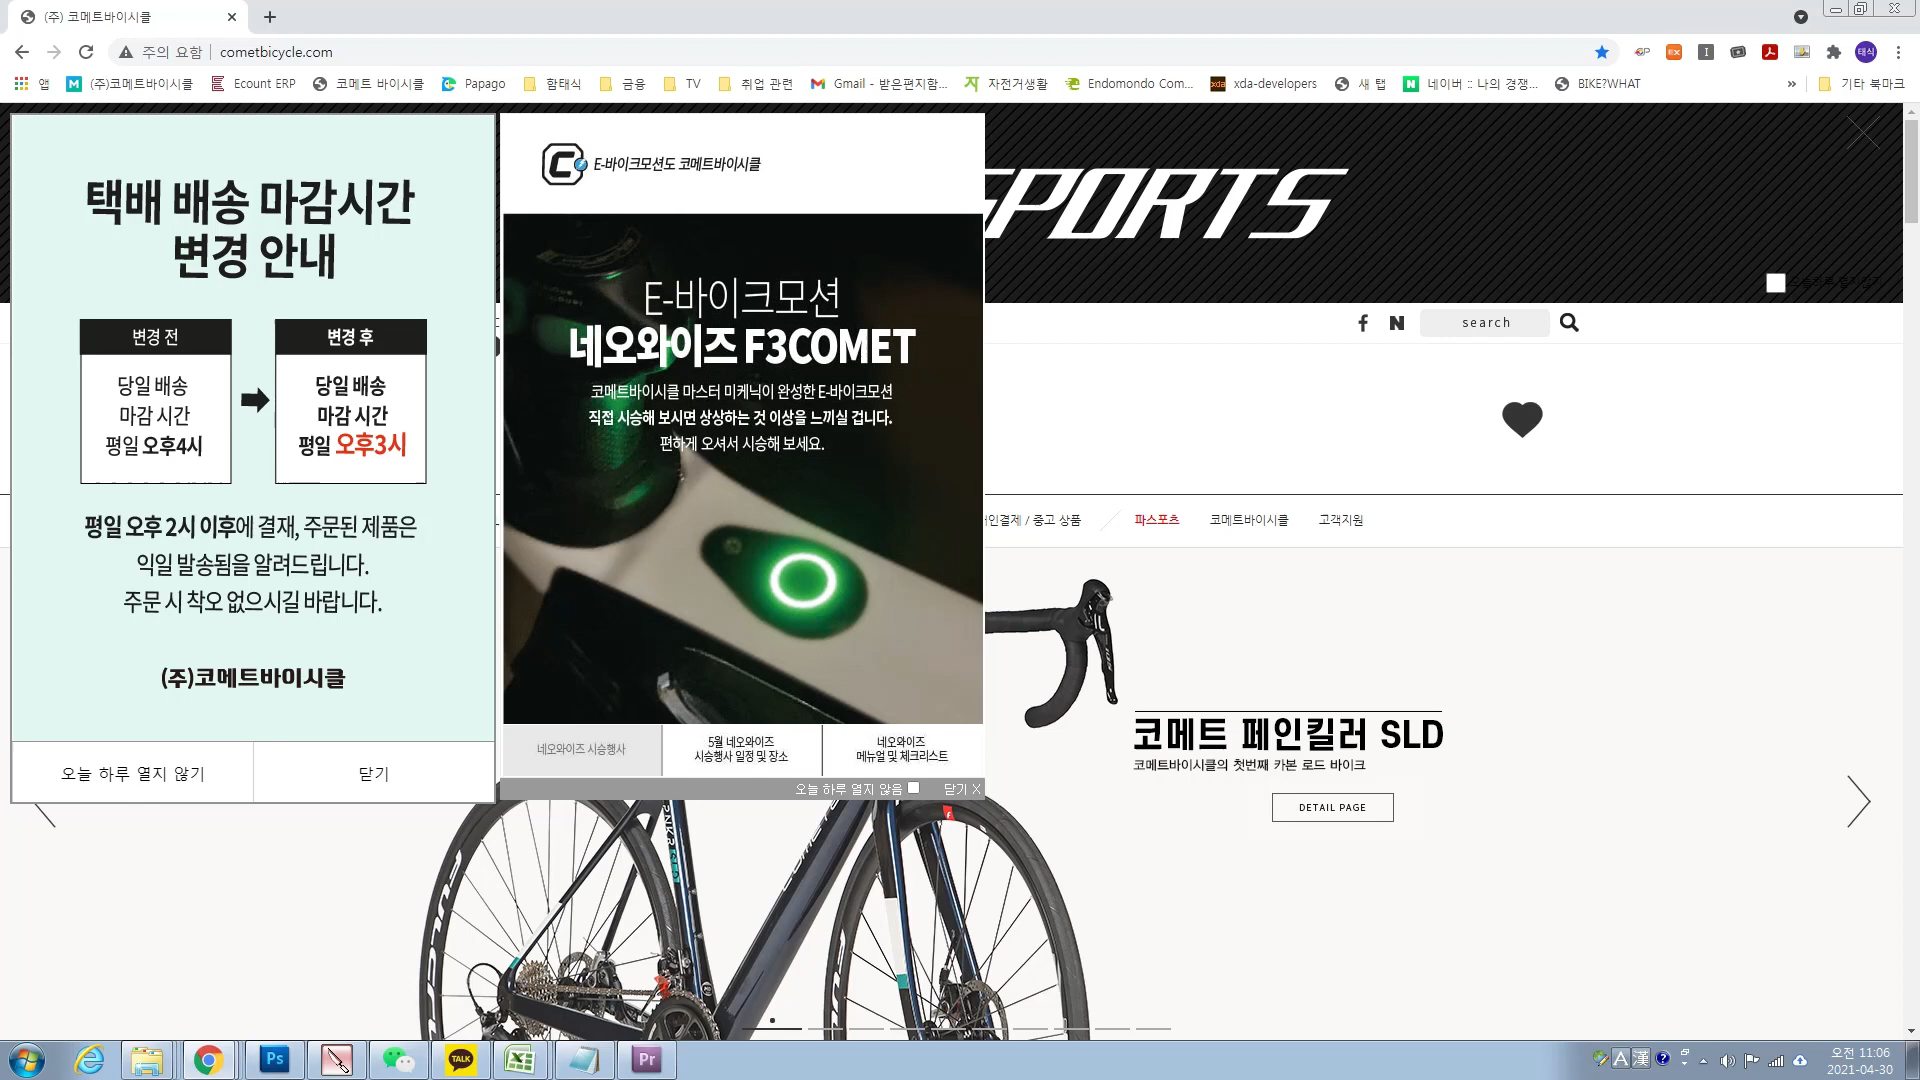 (주) 코메트바이시클
주의 요함
cometbicycle.com
앱
(주)코메트바이시클
Ecount ERP
코메트 바이시클
Papago
함태식
금융
TV
취업 관련
Gmail - 받은편지함...
자전거생활
Endomondo Com...
xda-developers
새 탭
네이버 :: 나의 경쟁...
BIKE?WHAT
»
기타 북마크
태식
택배 배송 마감시간
변경 안내
변경 전
당일 배송
마감 시간
평일 오후4시
변경 후
당일 배송
마감 시간
평일 오후3시
평일 오후 2시 이후에 결재, 주문된 제품은
익일 발송됨을 알려드립니다.
주문 시 착오 없으시길 바랍니다.
(주)코메트바이시클
오늘 하루 열지 않기
닫기
E-바이크모션도 코메트바이시클
E-바이크모션
네오와이즈 F3COMET
코메트바이시클 마스터 미케닉이 완성한 E-바이크모션
직접 시승해 보시면 상상하는 것 이상을 느끼실 겁니다.
편하게 오셔서 시승해 보세요.
네오와이즈 시승행사
5월 네오와이즈
시승행사 일정 및 장소
네오와이즈
메뉴얼 및 체크리스트
오늘 하루 열지 않음
닫기 X
SPORTS
search
개인결제 / 중고 상품
파스포츠
코메트바이시클
고객지원
코메트 페인킬러 SLD
코메트바이시클의 첫번째 카본 로드 바이크
DETAIL PAGE
Ps
TALK
Pr
A
漢
오전 11:06
2021-04-30